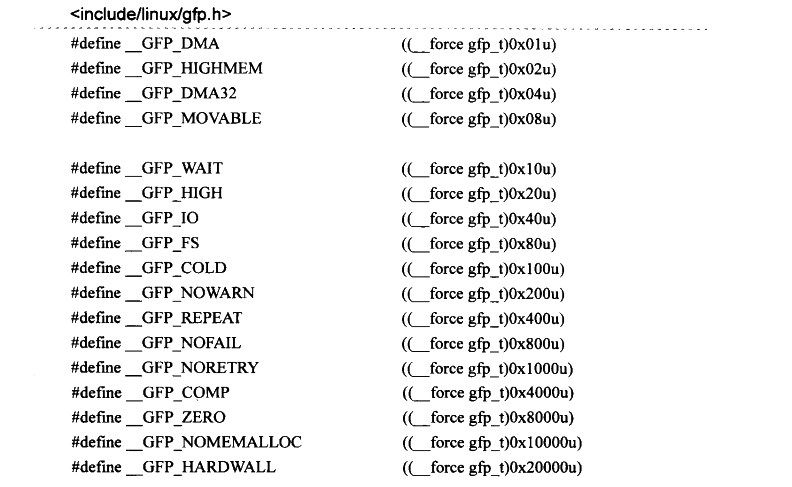 <include/linux/gfp.h>
#define __GFP_DMA ((__force gfp_t)0x01u)
#define __GFP_HIGHMEM ((__force gfp_t)0x02u)
#define __GFP_DMA32 ((__force gfp_t)0x04u)
#define __GFP_MOVABLE ((__force gfp_t)0x08u)
#define __GFP_WAIT ((__force gfp_t)0x10u)
#define __GFP_HIGH ((__force gfp_t)0x20u)
#define __GFP_IO ((__force gfp_t)0x40u)
#define __GFP_FS ((__force gfp_t)0x80u)
#define __GFP_COLD ((__force gfp_t)0x100u)
#define __GFP_NOWARN ((__force gfp_t)0x200u)
#define __GFP_REPEAT ((__force gfp_t)0x400u)
#define __GFP_NOFAIL ((__force gfp_t)0x800u)
#define __GFP_NORETRY ((__force gfp_t)0x1000u)
#define __GFP_COMP ((__force gfp_t)0x4000u)
#define __GFP_ZERO ((__force gfp_t)0x8000u)
#define __GFP_NOMEMALLOC ((__force gfp_t)0x10000u)
#define __GFP_HARDWALL ((__force gfp_t)0x20000u)